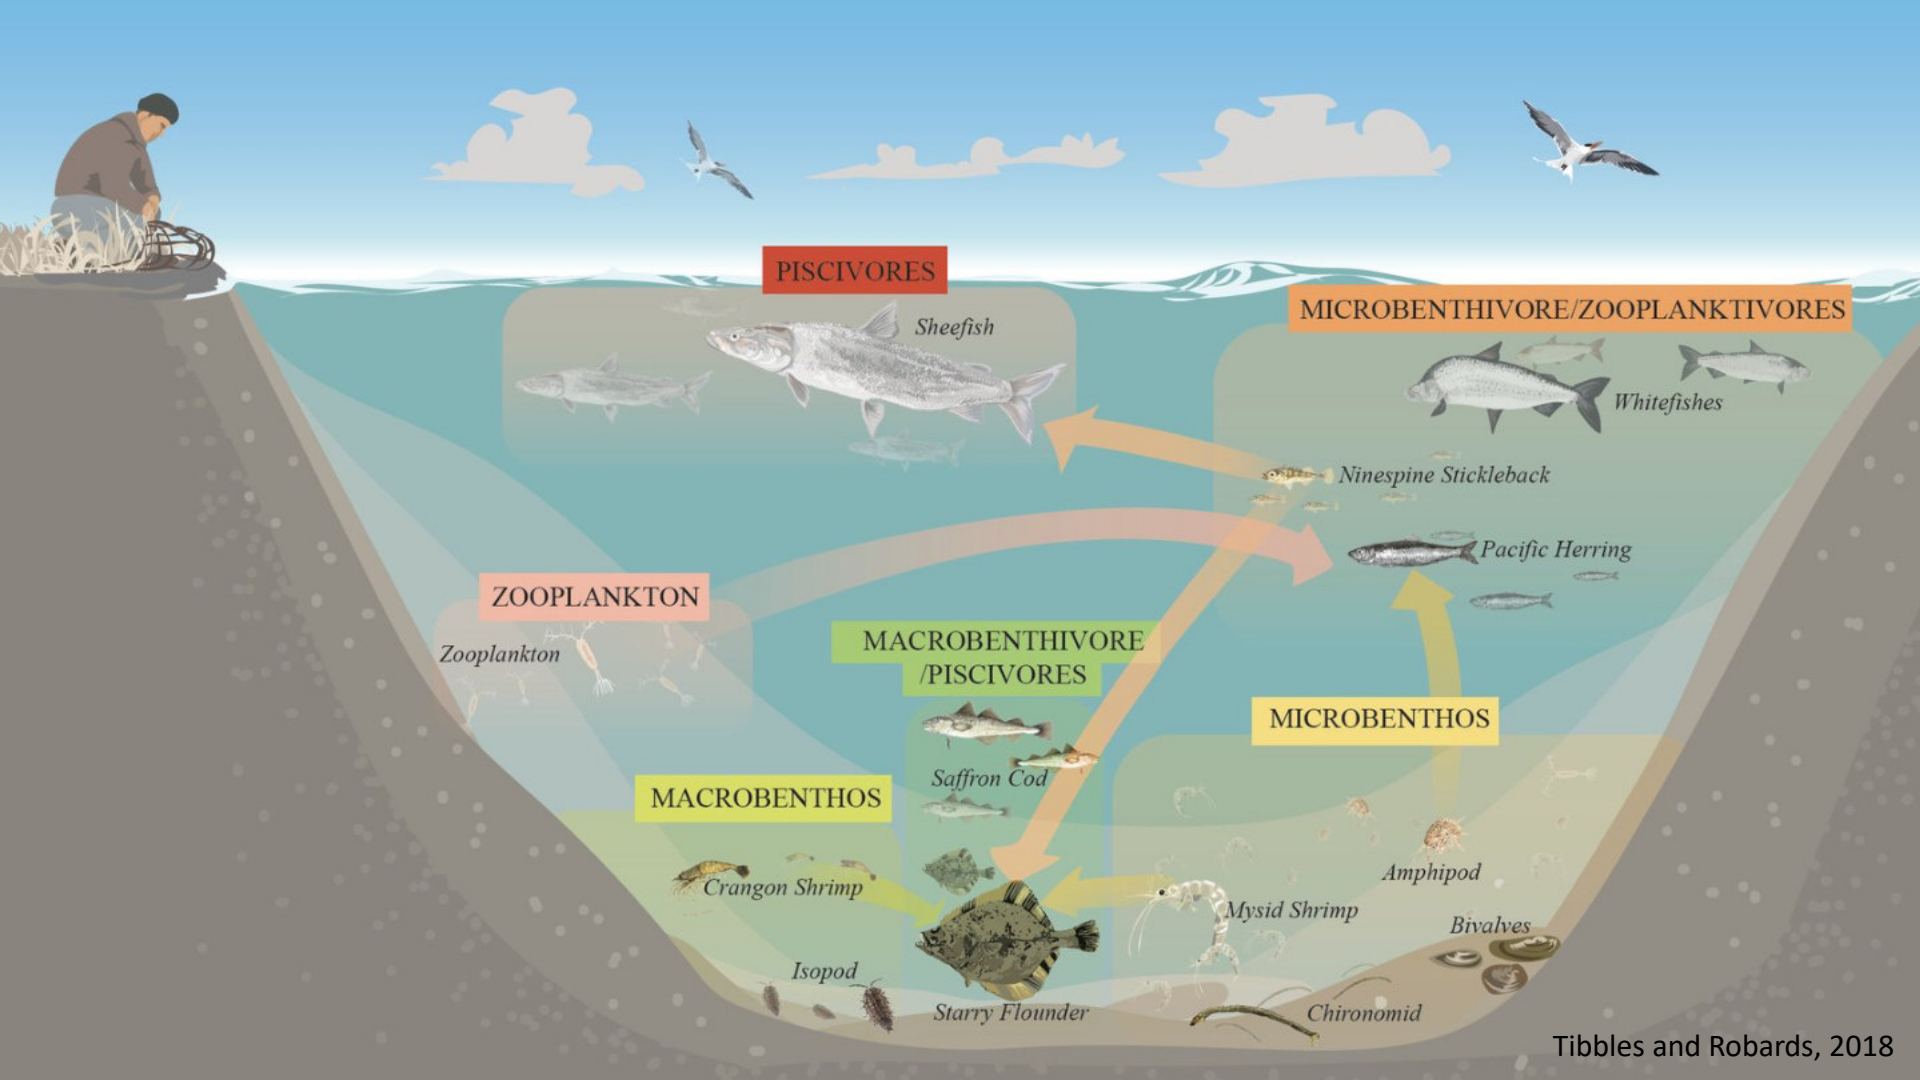 PISCIVORES
Sheefish
MICROBENTHIVORE/ZOOPLANKTIVORES
Whitefishes
Ninespine Stickleback
Pacific Herring
ZOOPLANKTON
Zooplankton
MACROBENTHIVORE
/PISCIVORES
Saffron Cod
MICROBENTHOS
MACROBENTHOS
Crangon Shrimp
Amphipod
Mysid Shrimp
Bivalves
Isopod
Starry Flounder
Chironomid
Tibbles and Robards, 2018